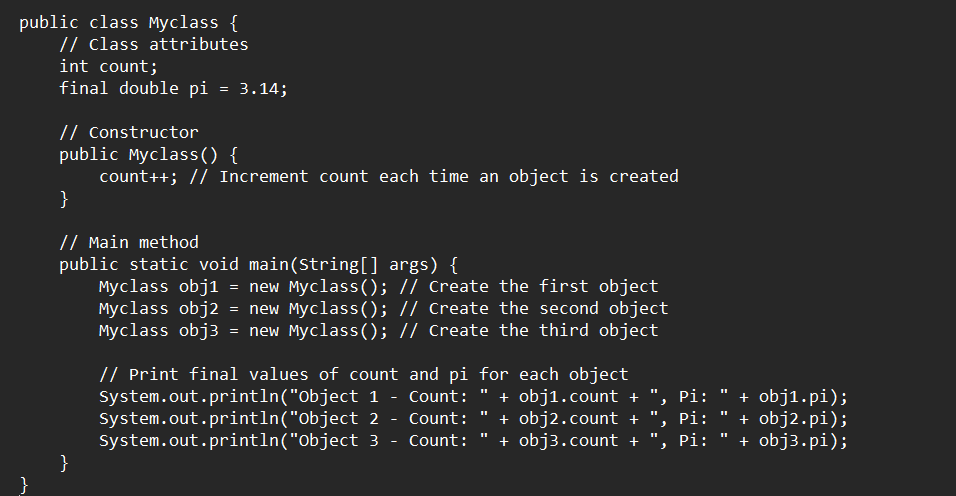 public class Myclass {
    // Class attributes
    int count;
    final double pi = 3.14;

    // Constructor
    public Myclass() {
        count++; // Increment count each time an object is created
    }

    // Main method
    public static void main(String[] args) {
        Myclass obj1 = new Myclass(); // Create the first object
        Myclass obj2 = new Myclass(); // Create the second object
        Myclass obj3 = new Myclass(); // Create the third object

        // Print final values of count and pi for each object
        System.out.println("Object 1 - Count: " + obj1.count + ", Pi: " + obj1.pi);
        System.out.println("Object 2 - Count: " + obj2.count + ", Pi: " + obj2.pi);
        System.out.println("Object 3 - Count: " + obj3.count + ", Pi: " + obj3.pi);
    }
}